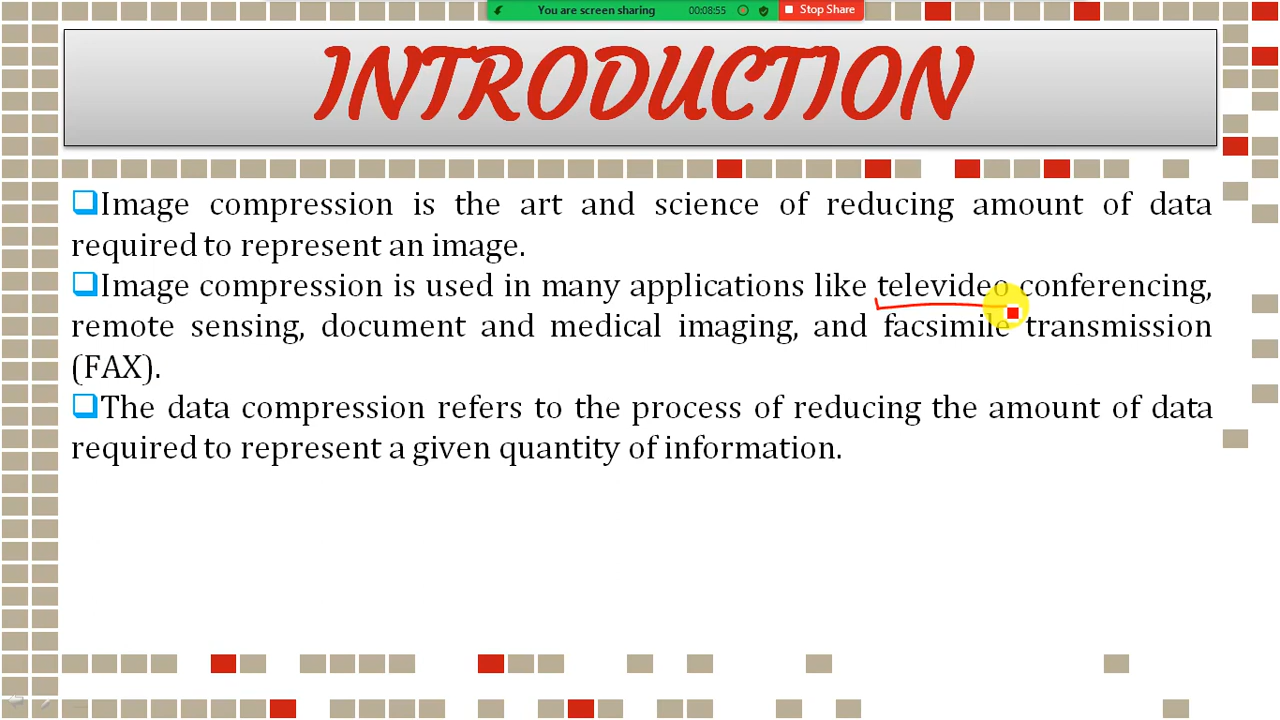 You are screen sharing 00:08:55 Stop Share
INTRODUCTION
Image compression is the art and science of reducing amount of data
required to represent an image.
Image compression is used in many applications like televideo conferencing,
remote sensing, document and medical imaging, and facsimile transmission
(FAX).
The data compression refers to the process of reducing the amount of data
required to represent a given quantity of information.